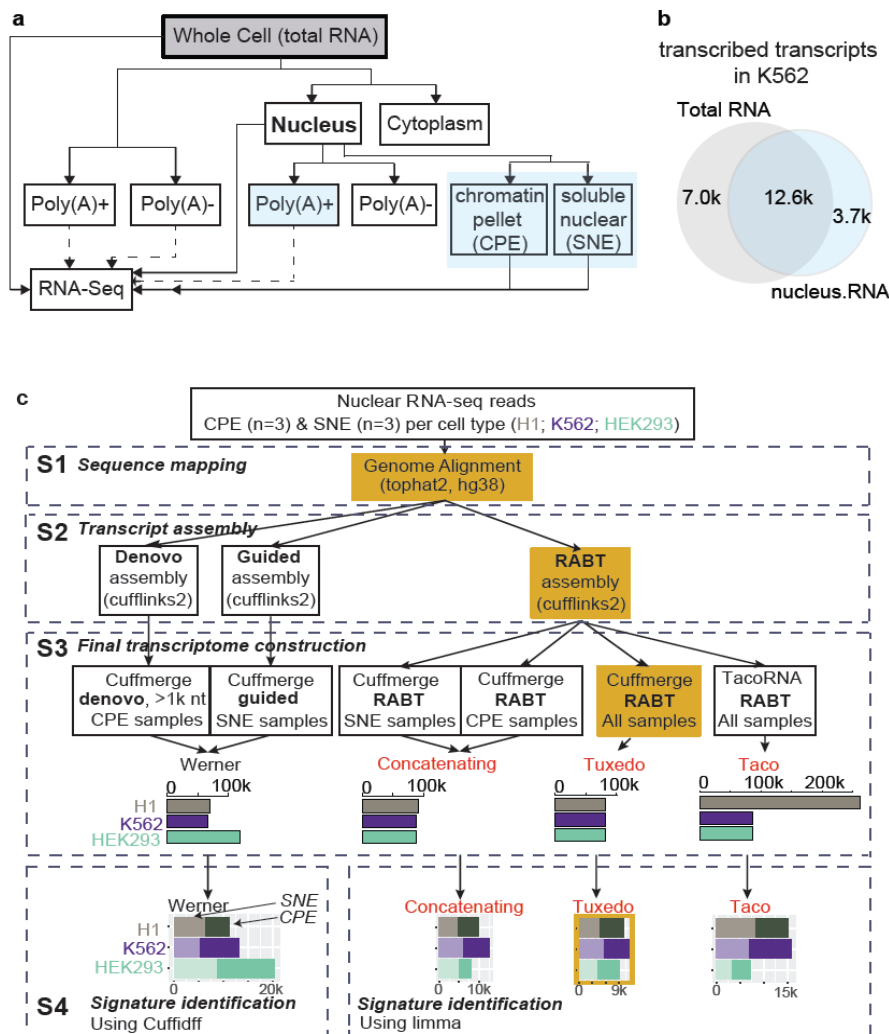 a
Whole Cell (total RNA)
Nucleus
Cytoplasm
Poly(A)+
Poly(A)-
Poly(A)+
Poly(A)-
chromatin
pellet
(CPE)
soluble
nuclear
(SNE)
RNA-Seq
b
transcribed transcripts
in K562
Total RNA
7.0k
12.6k
3.7k
nucleus.RNA
c
Nuclear RNA-seq reads
CPE (n=3) & SNE (n=3) per cell type (H1; K562; HEK293)
S1 Sequence mapping
Genome Alignment
(tophat2, hg38)
S2 Transcript assembly
Denovo
assembly
(cufflinks2)
Guided
assembly
(cufflinks2)
RABT
assembly
(cufflinks2)
S3 Final transcriptome construction
Cuffmerge
denovo, >1k nt
CPE samples
Cuffmerge
guided
SNE samples
Cuffmerge
RABT
SNE samples
Cuffmerge
RABT
CPE samples
Cuffmerge
RABT
All samples
TacoRNA
RABT
All samples
Werner
Concatenating
Tuxedo
Taco
0 100k
0 100k
0 100k
0 100k 200k
H1
K562
HEK293
Werner
SNE
CPE
H1
K562
HEK293
0 20k
Concatenating
0 10k
Tuxedo
0 9k
Taco
0 15k
S4 Signature identification
Using Cuffidff
Signature identification
Using limma